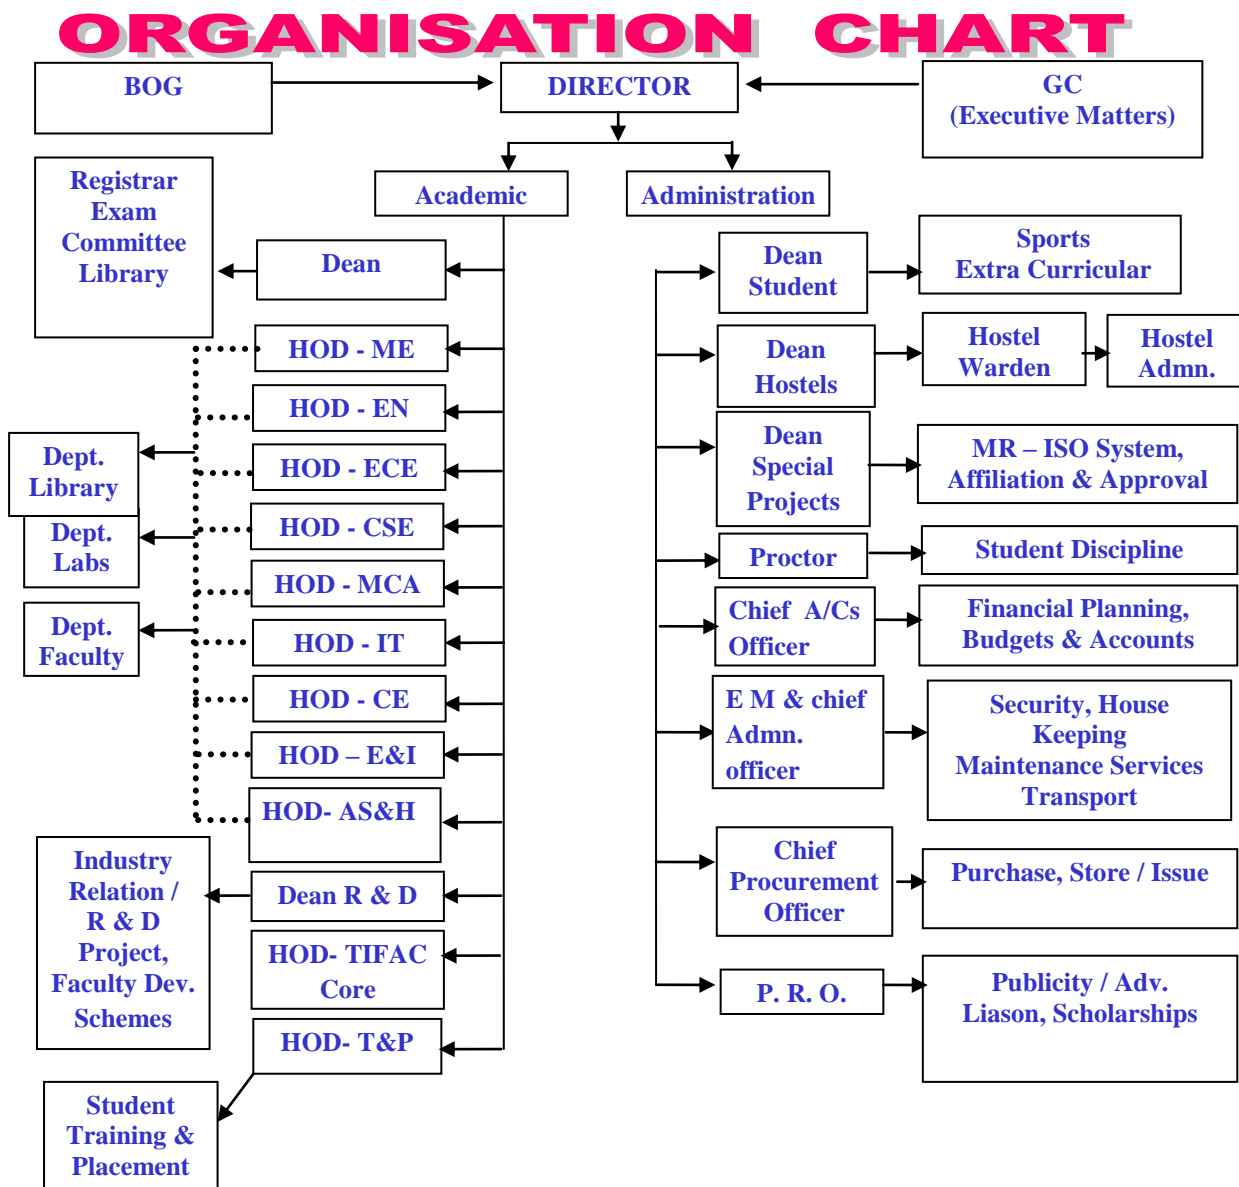 ORGANISATION CHART
BOG
DIRECTOR
GC
(Executive Matters)
Academic
Administration
Registrar
Exam
Committee
Library
Dean
HOD - ME
HOD - EN
HOD - ECE
HOD - CSE
HOD - MCA
HOD - IT
HOD - CE
HOD – E&I
HOD- AS&H
Dept.
Library
Dept.
Labs
Dept.
Faculty
Dean R & D
Industry
Relation /
R & D
Project,
Faculty Dev.
Schemes
HOD- TIFAC
Core
HOD- T&P
Student
Training &
Placement
Dean
Student
Sports
Extra Curricular
Dean
Hostels
Hostel
Warden
Hostel
Admn.
Dean
Special
Projects
MR – ISO System,
Affiliation & Approval
Proctor
Student Discipline
Chief A/Cs
Officer
Financial Planning,
Budgets & Accounts
E M & chief
Admn.
officer
Security, House
Keeping
Maintenance Services
Transport
Chief
Procurement
Officer
Purchase, Store / Issue
P. R. O.
Publicity / Adv.
Liason, Scholarships